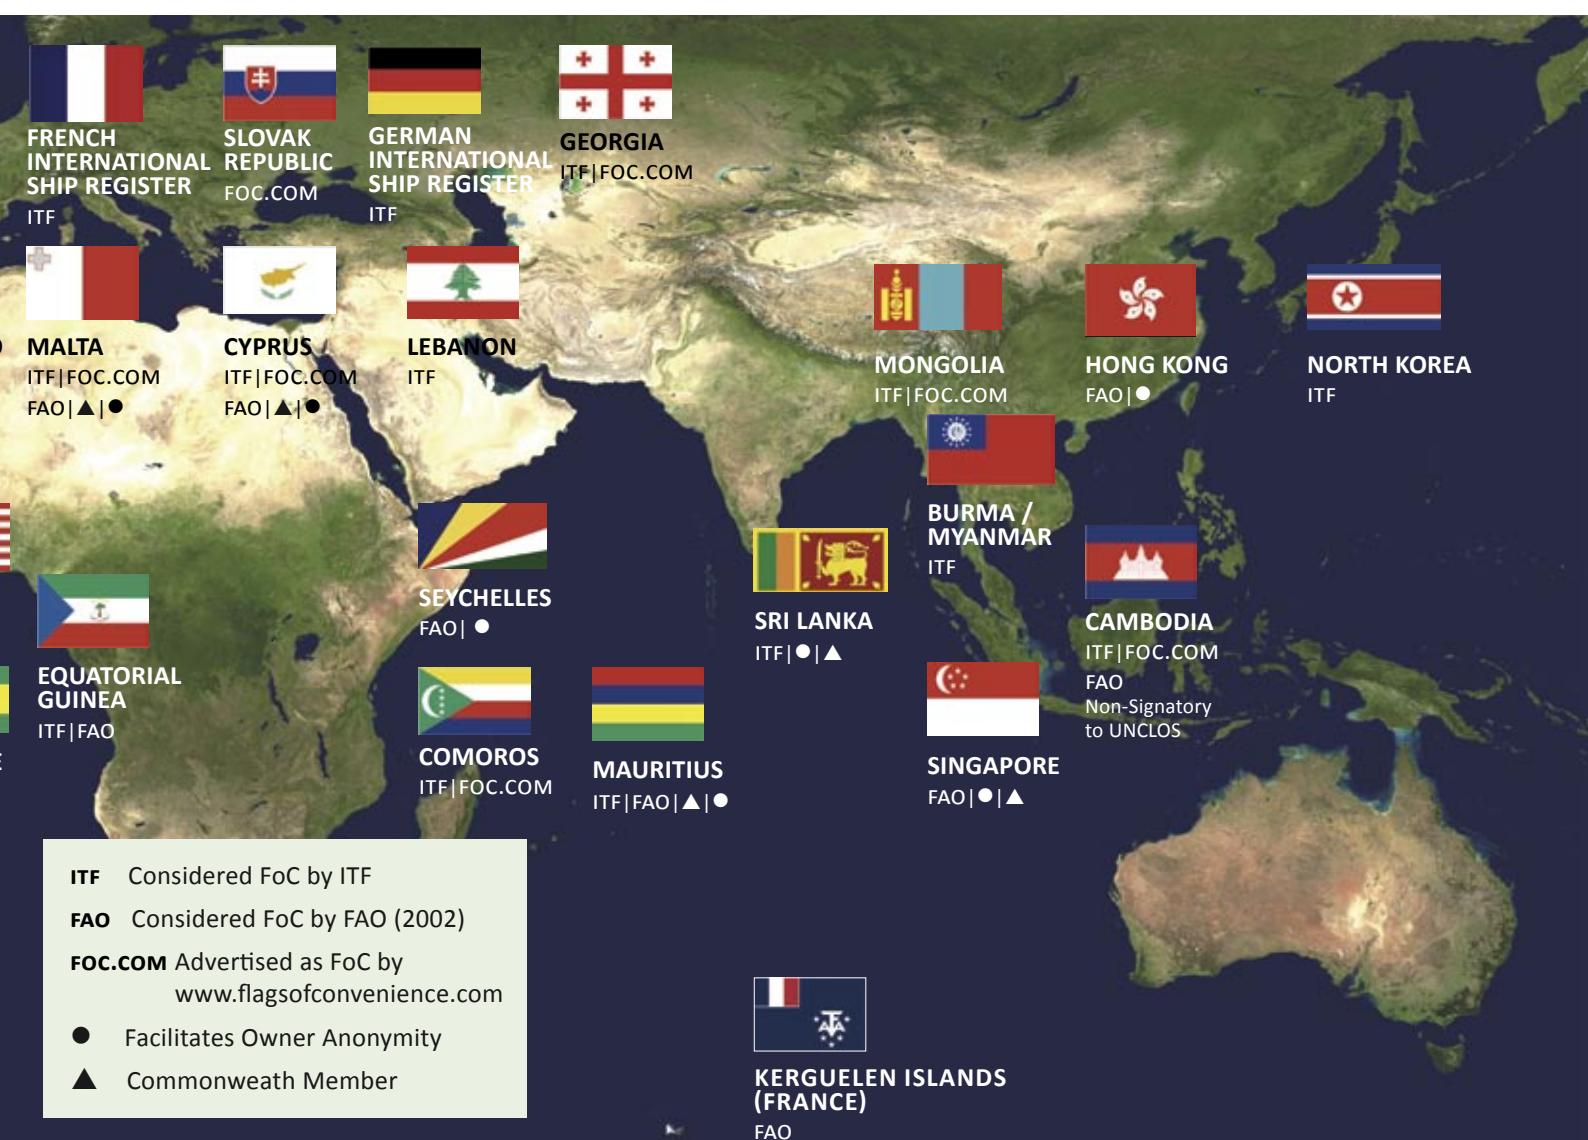 FRENCH
INTERNATIONAL
SHIP REGISTER
ITF
SLOVAK
REPUBLIC
FOC.COM
GERMAN
INTERNATIONAL
SHIP REGISTER
ITF
GEORGIA
ITF|FOC.COM
MALTA
ITF|FOC.COM
FAO|▲|●
CYPRUS
ITF|FOC.COM
FAO|▲|●
LEBANON
ITF
MONGOLIA
ITF|FOC.COM
HONG KONG
FAO|●
NORTH KOREA
ITF
BURMA /
MYANMAR
ITF
SEYCHELLES
FAO| ●
SRI LANKA
ITF|●|▲
CAMBODIA
ITF|FOC.COM
FAO
Non-Signatory
to UNCLOS
EQUATORIAL
GUINEA
ITF|FAO
COMOROS
ITF|FOC.COM
MAURITIUS
ITF|FAO|▲|●
SINGAPORE
FAO|●|▲
ITF Considered FoC by ITF
FAO Considered FoC by FAO (2002)
FOC.COM Advertised as FoC by
www.flagsofconvenience.com
● Facilitates Owner Anonymity
▲ Commonweath Member
KERGUELEN ISLANDS
(FRANCE)
FAO